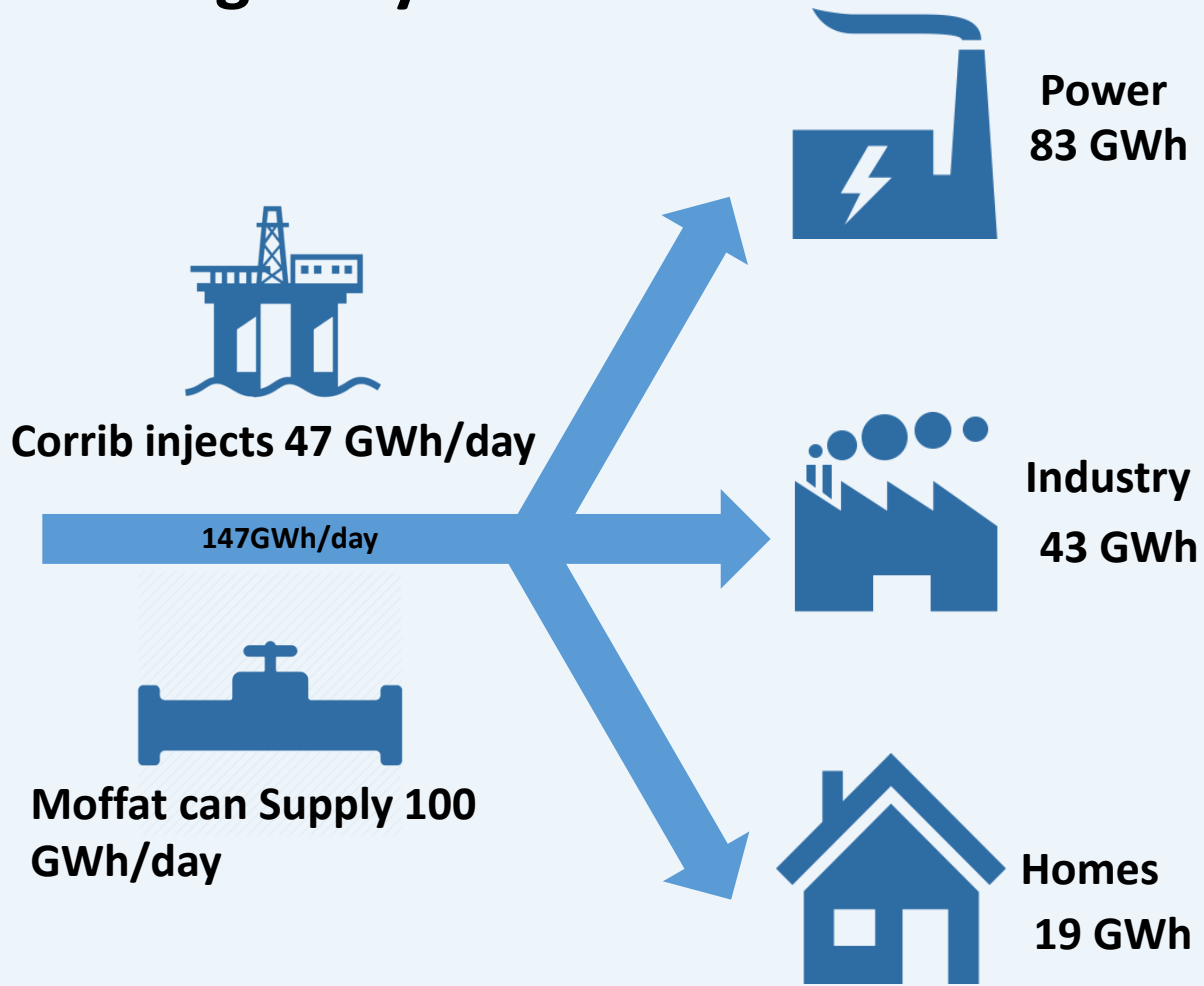 Power
83 GWh
Corrib injects 47 GWh/day
Industry
147GWh/day
43 GWh
Moffat can Supply 100
GWh/day
Homes
19 GWh